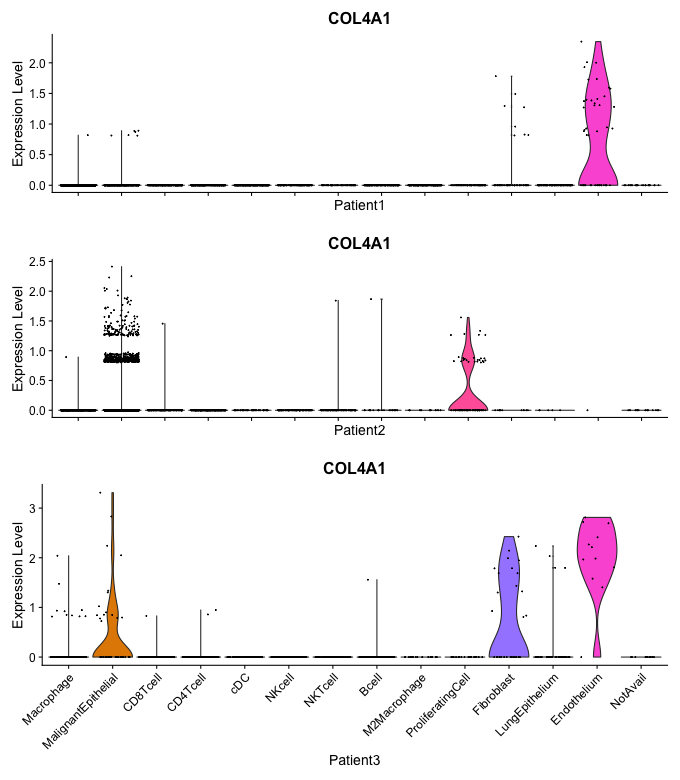 COL4A1
Expression Level
2.0
1.5
1.0
0.5
0.0
Patient1
COL4A1
Expression Level
2.5
2.0
1.5
1.0
0.5
0.0
Patient2
COL4A1
Expression Level
3
2
1
0
Macrophage
MalignantEpithelial
CD8Tcell
CD4Tcell
cDC
NKcell
NKTcell
Bcell
M2Macrophage
ProliferatingCell
Fibroblast
LungEpithelium
Endothelium
NotAvail
Patient3